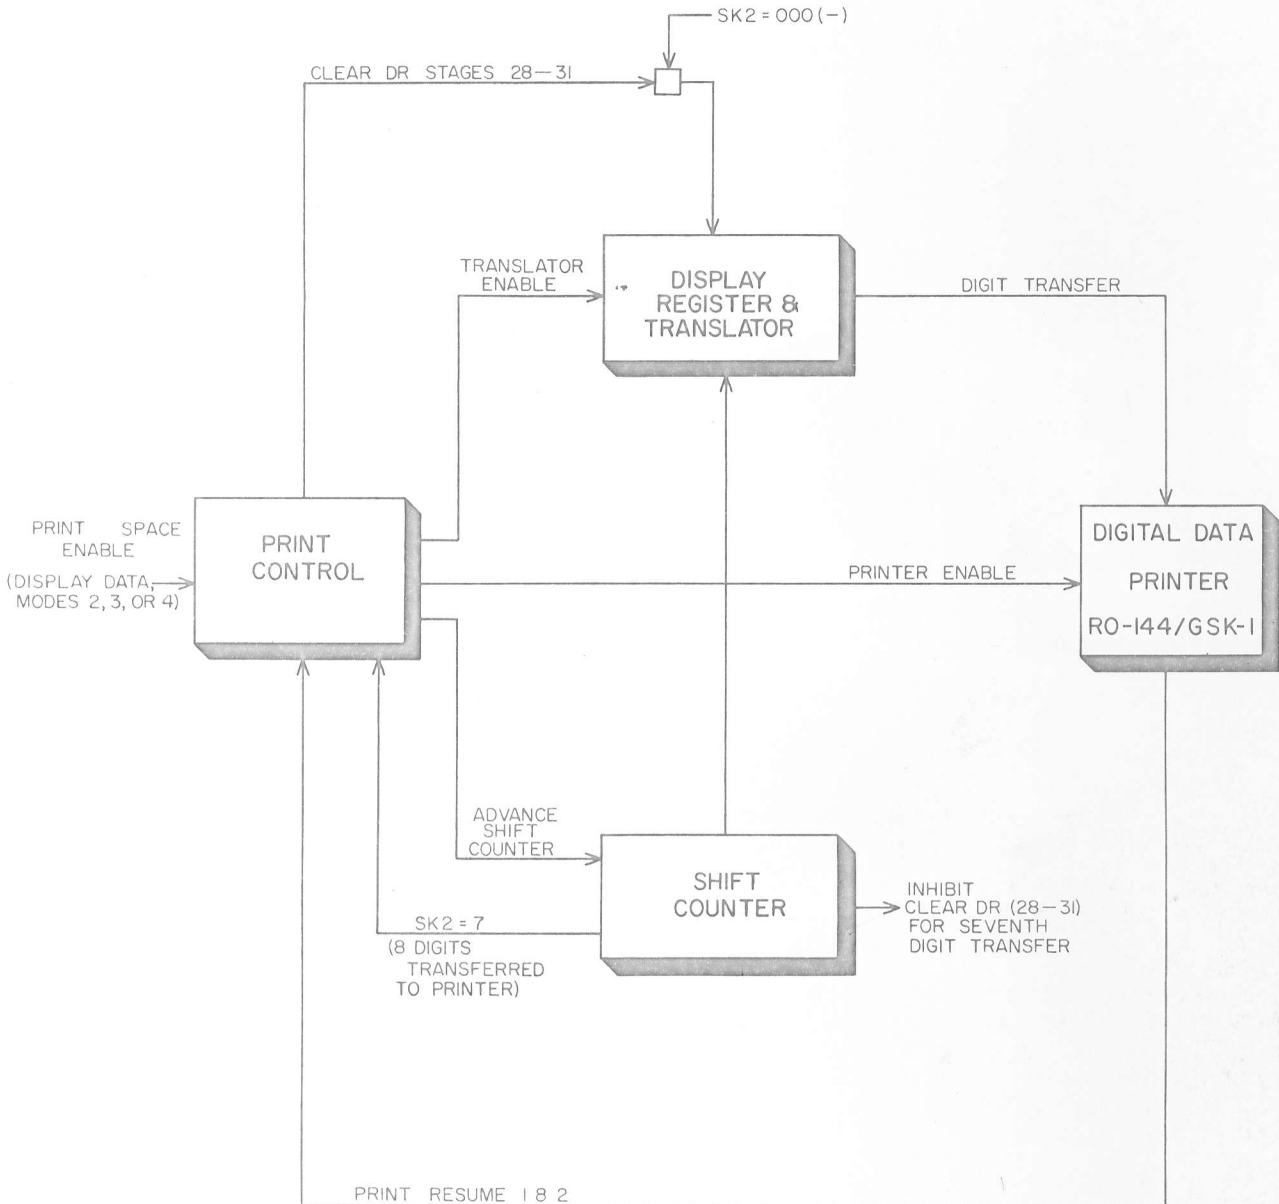 SK2 = 000 (-)
CLEAR DR STAGES 28-31
TRANSLATOR
ENABLE
DISPLAY
REGISTER &
TRANSLATOR
DIGIT TRANSFER
PRINT SPACE
ENABLE
(DISPLAY DATA,
MODES 2, 3, OR 4)
PRINT
CONTROL
PRINTER ENABLE
DIGITAL DATA
PRINTER
RO-144/GSK-1
ADVANCE
SHIFT
COUNTER
SHIFT
COUNTER
SK2 = 7
(8 DIGITS
TRANSFERRED
TO PRINTER)
INHIBIT
CLEAR DR (28-31)
FOR SEVENTH
DIGIT TRANSFER
PRINT RESUME 1 8 2